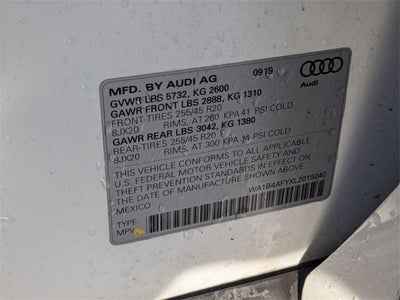 MFD. BY AUDI AG 09/19
GVWR LBS 5732, KG 2600
GAWR FRONT LBS 2888, KG 1310
FRONT-TIRES 255/45 R20
8JX20 RIMS, AT 280 KPA 41 PSI COLD
GAWR REAR LBS 3042, KG 1380
REAR-TIRES 255/45 R20
8JX20 RIMS, AT 300 KPA PSI COLD
THIS VEHICLE CONFORMS TO ALL APPLICABLE
U.S. FEDERAL MOTOR VEHICLE SAFETY AND
THEFT PREVENTION STANDARDS IN EFFECT ON
THE DATE OF MANUFACTURE SHOWN ABOVE.
MEXICO WA1B4AFYXL2019240
TYPE:
MPV
Audi